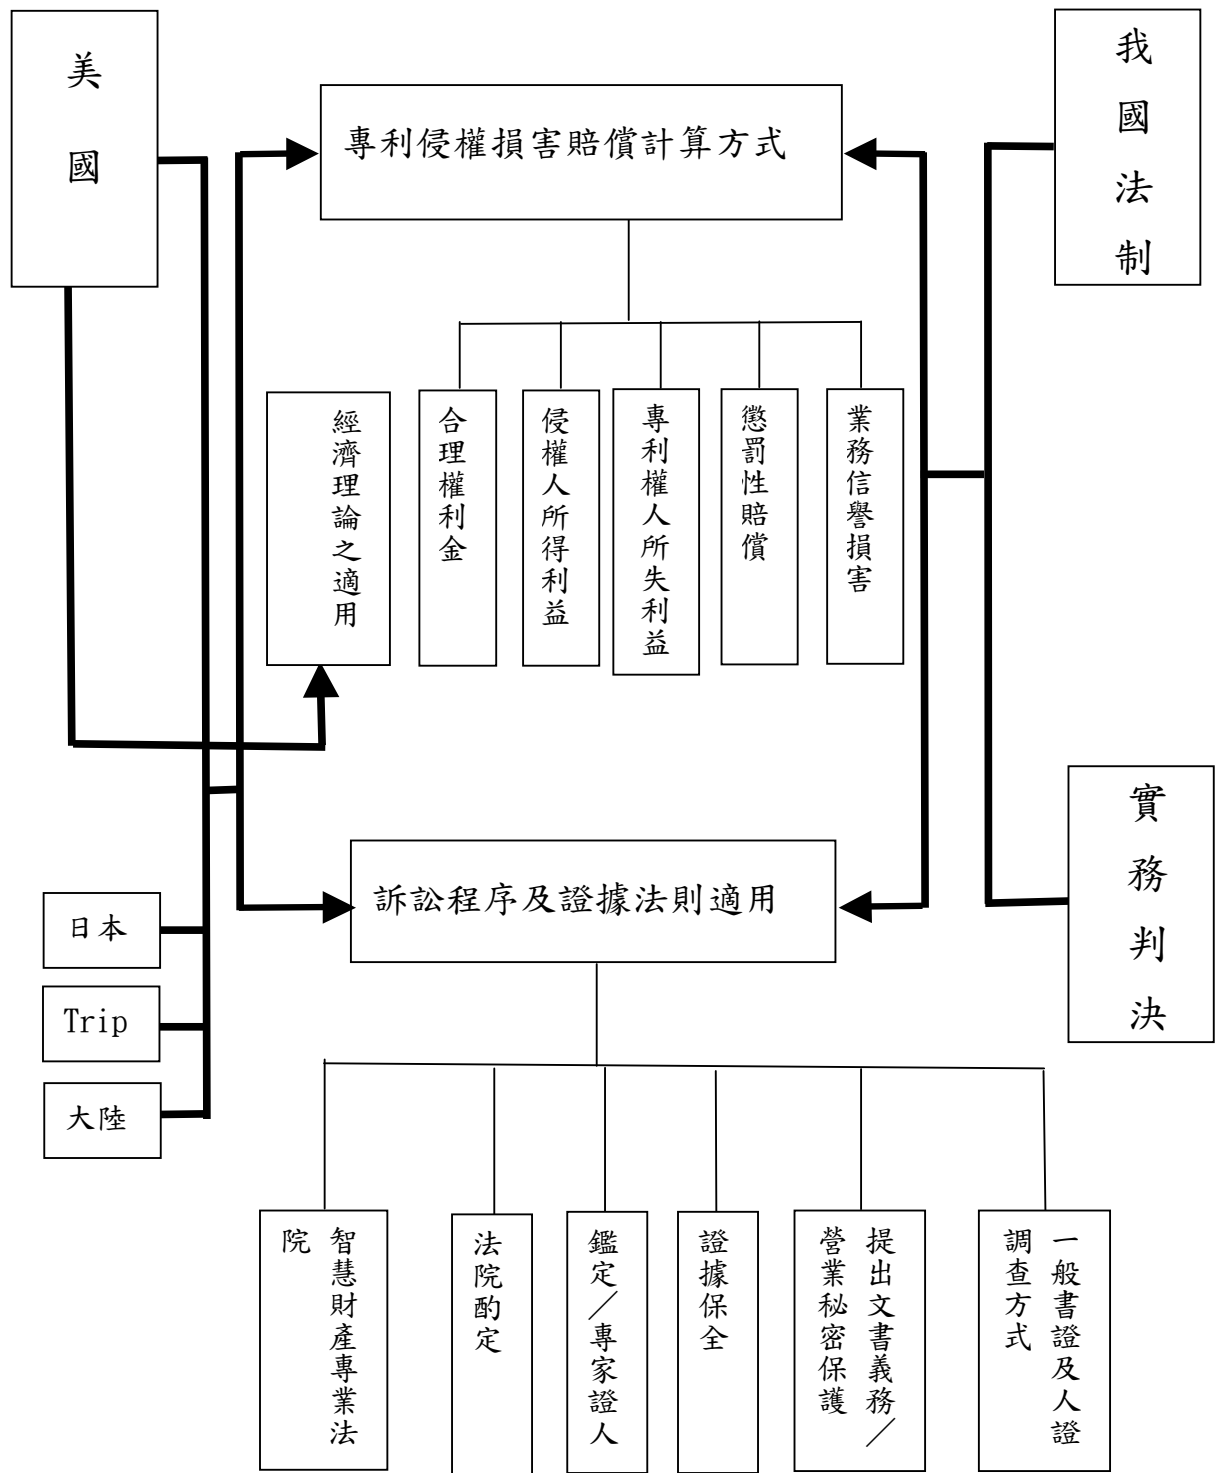 美國
我國法制
專利侵權損害賠償計算方式
經濟理論之適用
合理權利金
侵權人所得利益
專利權人所失利益
懲罰性賠償
業務信譽損害
實務判決
訴訟程序及證據法則適用
日本
Trip
大陸
智慧財產專業法
院
法院酌定
鑑定／專家證人
證據保全
提出文書義務／
營業秘密保護
一般書證及人證
調查方式